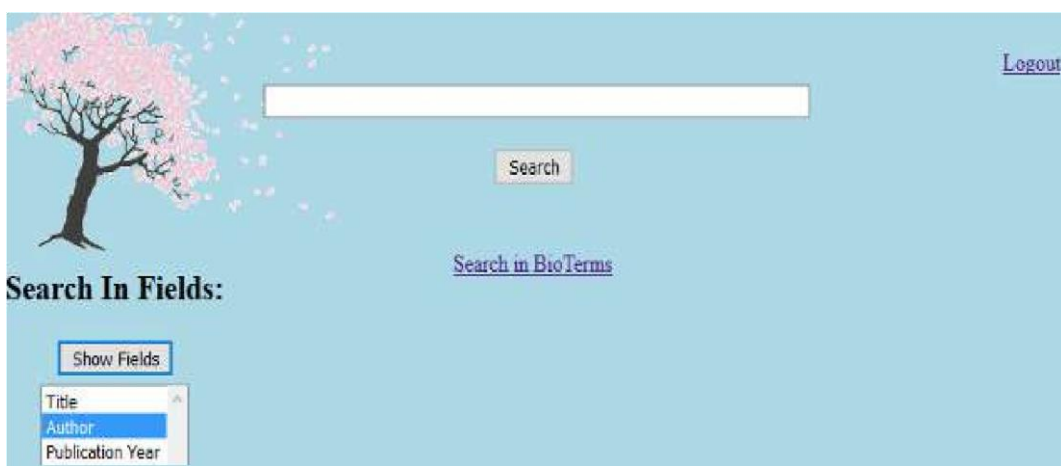 Logout
Search
Search in BioTerms
Search In Fields:
Show Fields
Title
Author
Publication Year